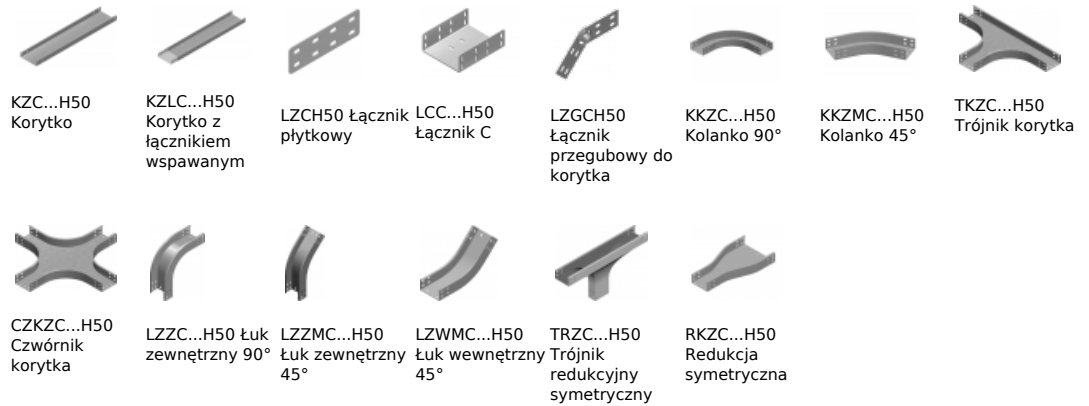 KZC...H50
Korytko
KZLC...H50
Korytko z
łącznikiem
wspawanym
LZCH50 Łącznik
płytkowy
LCC...H50
Łącznik C
LZGCH50
Łącznik
przegubowy do
korytka
KKZC...H50
Kolanko 90°
KKZMC...H50
Kolanko 45°
TKZC...H50
Trójnik korytka
CZKZC...H50
Czwórnik
korytka
LZZC...H50 Łuk
zewnętrzny 90°
LZZMC...H50
Łuk zewnętrzny
45°
LZWMC...H50
Łuk wewnętrzny
45°
TRZC...H50
Trójnik
redukcyjny
symetryczny
RKZC...H50
Redukcja
symetryczna